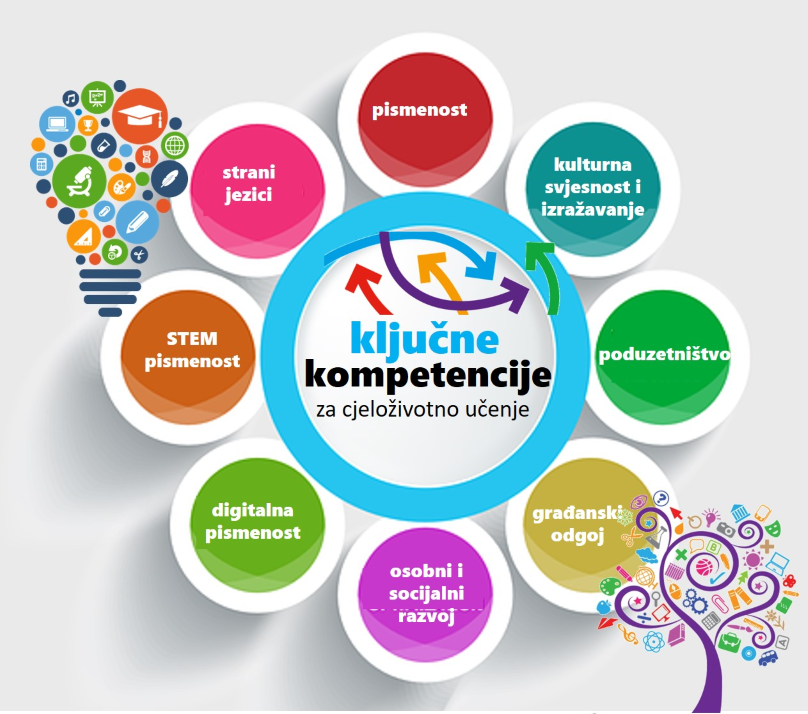 pismenost
kulturna
svjesnost i
izražavanje
poduzetništvo
građanski
odgoj
osobni i
socijalni
razvoj
digitalna
pismenost
STEM
pismenost
strani
jezici
ključne
kompetencije
za cjeloživotno učenje